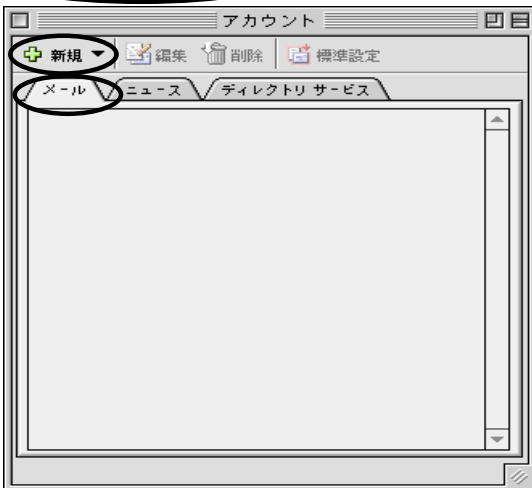 アカウント
新規 編集 削除 標準設定
メール ニュース ディレクトリ サービス